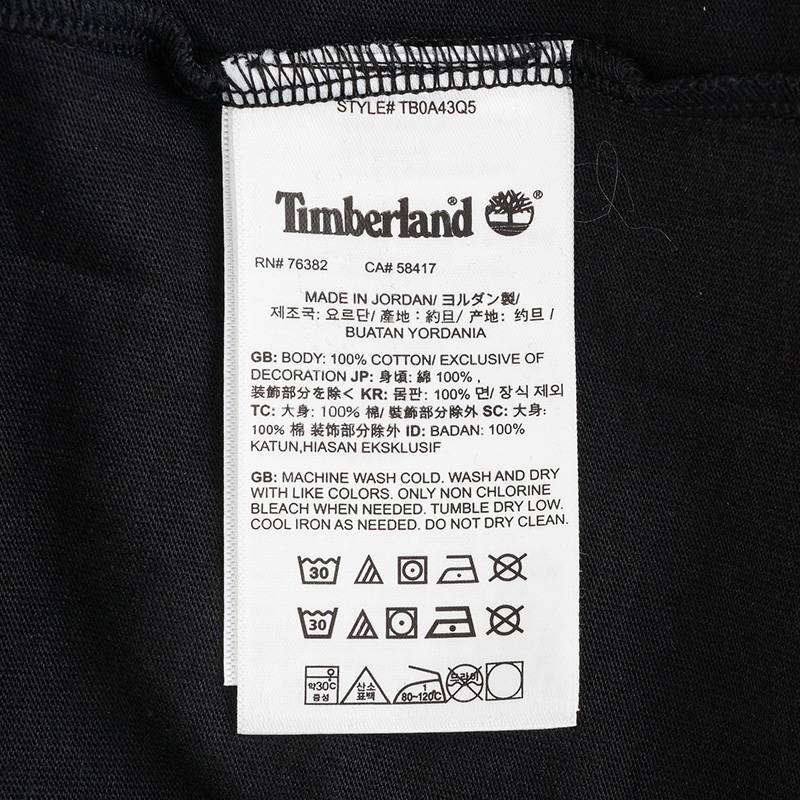 STYLE# TB0A43Q5
Timberland® ®
RN# 76382 CA# 58417
MADE IN JORDAN/ ヨルダン製/
제조국: 요르단/ 產地：約旦/ 产地: 约旦 /
BUATAN YORDANIA
GB: BODY: 100% COTTON/ EXCLUSIVE OF
DECORATION JP: 身頃: 綿 100% ,
装飾部分を除く KR: 몸판: 100% 면/ 장식 제외
TC: 大身: 100% 棉/ 裝飾部分除外 SC: 大身:
100% 棉 装饰部分除外 ID: BADAN: 100%
KATUN,HIASAN EKSKLUSIF
GB: MACHINE WASH COLD. WASH AND DRY
WITH LIKE COLORS. ONLY NON CHLORINE
BLEACH WHEN NEEDED. TUMBLE DRY LOW.
COOL IRON AS NEEDED. DO NOT DRY CLEAN.
30
30
약30℃ 중성 산소 표백 1 80~120℃ 드라이